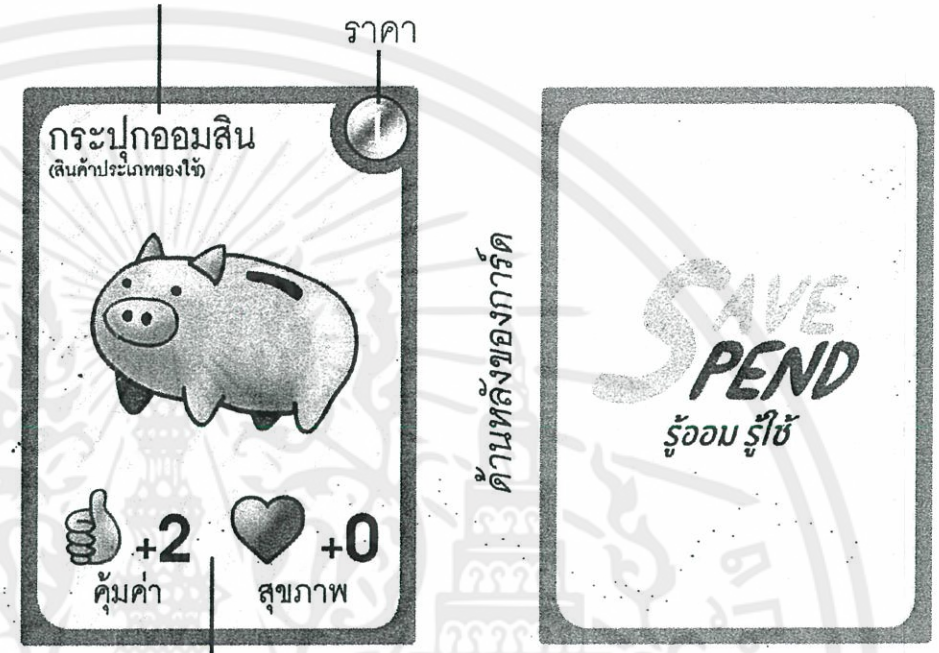 ราคา
กระปุกออมสิน
1
(สินค้าประเภทของใช้)
+2
+0
คุ้มค่า
สุขภาพ
ด้านหลังของการ์ด
SAVE
SPEND
รู้ออม รู้ใช้